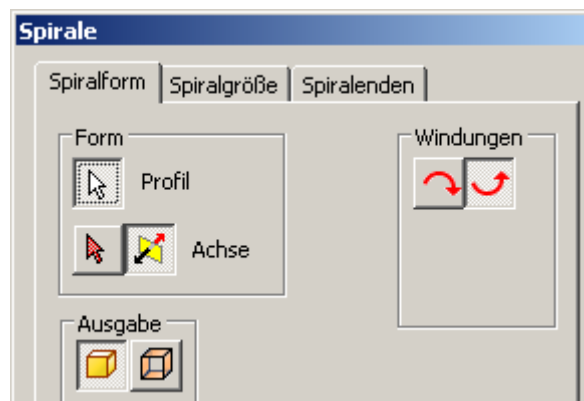 Spirale
Spiralform Spiralgröße Spiralenden
Form
Profil
Achse
Windungen
Ausgabe